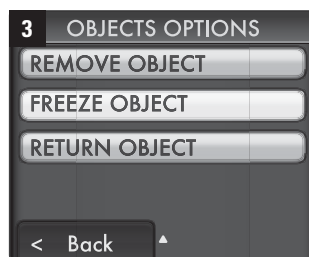 3 OBJECTS OPTIONS
REMOVE OBJECT
FREEZE OBJECT
RETURN OBJECT
< Back